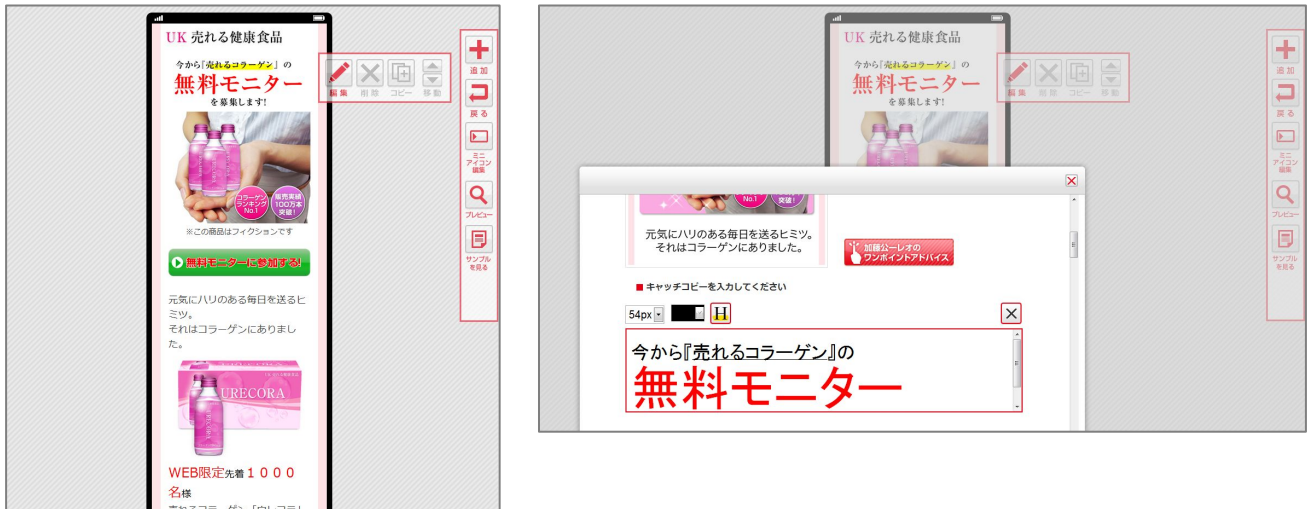 UK 売れる健康食品
今から『売れるコラーゲン』の
無料モニター
を募集します!
コラーゲン
ランキング
No.1
販売実績
100万本
突破!
※この商品はフィクションです
無料モニターに参加する!
元気にハリのある毎日を送るヒ
ミツ。
それはコラーゲンにありまし
た。
URECORA
WEB限定先着1000
名様
売れるコラーゲン「ウレコラ」
編集
削除
コピー
移動
追加
戻る
ミニ
アイコン
編集
プレビュー
サンプル
を見る
UK 売れる健康食品
今から『売れるコラーゲン』の
無料モニター
を募集します!
編集
削除
コピー
移動
追加
戻る
ミニ
アイコン
編集
プレビュー
サンプル
を見る
No.1
突破!
元気にハリのある毎日を送るヒミツ。
それはコラーゲンにありました。
加藤公一レオの
ワンポイントアドバイス
キャッチコピーを入力してください
54px
H
今から『売れるコラーゲン』の
無料モニター